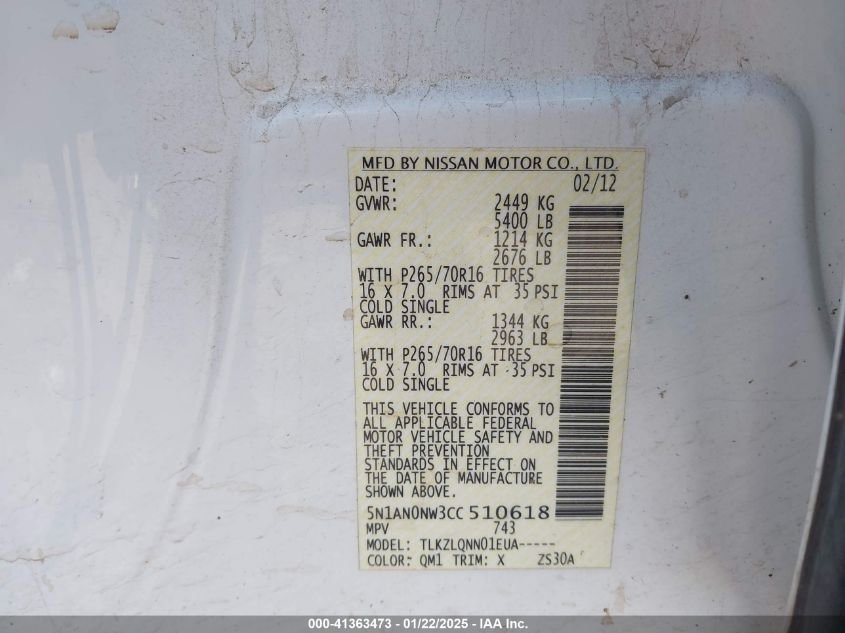 MFD BY NISSAN MOTOR CO., LTD.
DATE: 02/12
GVWR: 2449 KG
5400 LB
GAWR FR.: 1214 KG
2676 LB
WITH P265/70R16 TIRES
16 X 7.0 RIMS AT 35 PSI
COLD SINGLE
GAWR RR.: 1344 KG
2963 LB
WITH P265/70R16 TIRES
16 X 7.0 RIMS AT 35 PSI
COLD SINGLE
THIS VEHICLE CONFORMS TO
ALL APPLICABLE FEDERAL
MOTOR VEHICLE SAFETY AND
THEFT PREVENTION
STANDARDS IN EFFECT ON
THE DATE OF MANUFACTURE
SHOWN ABOVE.
5N1AN0NW3CC 510618
MPV 743
MODEL: TLKZLQNN01EUA-----
COLOR: QM1 TRIM: X ZS30A
000-41363473 - 01/22/2025 - IAA Inc.